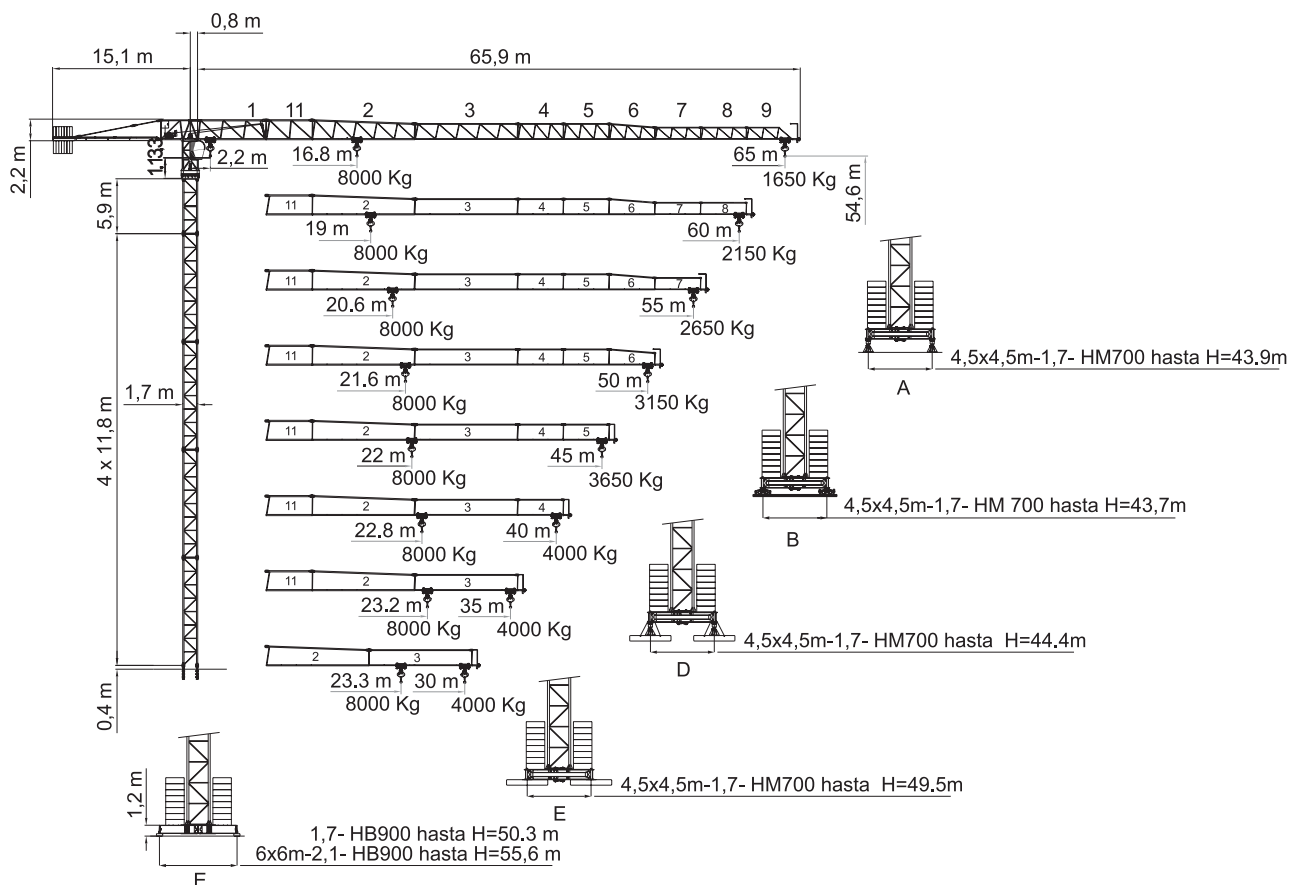 0,8 m
15,1 m
65,9 m
1 11 2 3 4 5 6 7 8 9
2,2 m
2,2 m
16.8 m
8000 Kg
65 m
1650 Kg
54,6 m
5,9 m
11 2 3 4 5 6 7 8
19 m
8000 Kg
60 m
2150 Kg
11 2 3 4 5 6 7
20.6 m
8000 Kg
55 m
2650 Kg
11 2 3 4 5 6
21.6 m
8000 Kg
50 m
3150 Kg
4,5x4,5m-1,7- HM700 hasta H=43.9m
A
1,7 m
4 x 11,8 m
11 2 3 4 5
22 m
8000 Kg
45 m
3650 Kg
4,5x4,5m-1,7- HM 700 hasta H=43,7m
B
11 2 3 4
22.8 m
8000 Kg
40 m
4000 Kg
11 2 3
23.2 m
8000 Kg
35 m
4000 Kg
4,5x4,5m-1,7- HM700 hasta H=44.4m
D
2 3
23.3 m
8000 Kg
30 m
4000 Kg
0,4 m
4,5x4,5m-1,7- HM700 hasta H=49.5m
E
1,2 m
1,7- HB900 hasta H=50.3 m
6x6m-2,1- HB900 hasta H=55,6 m